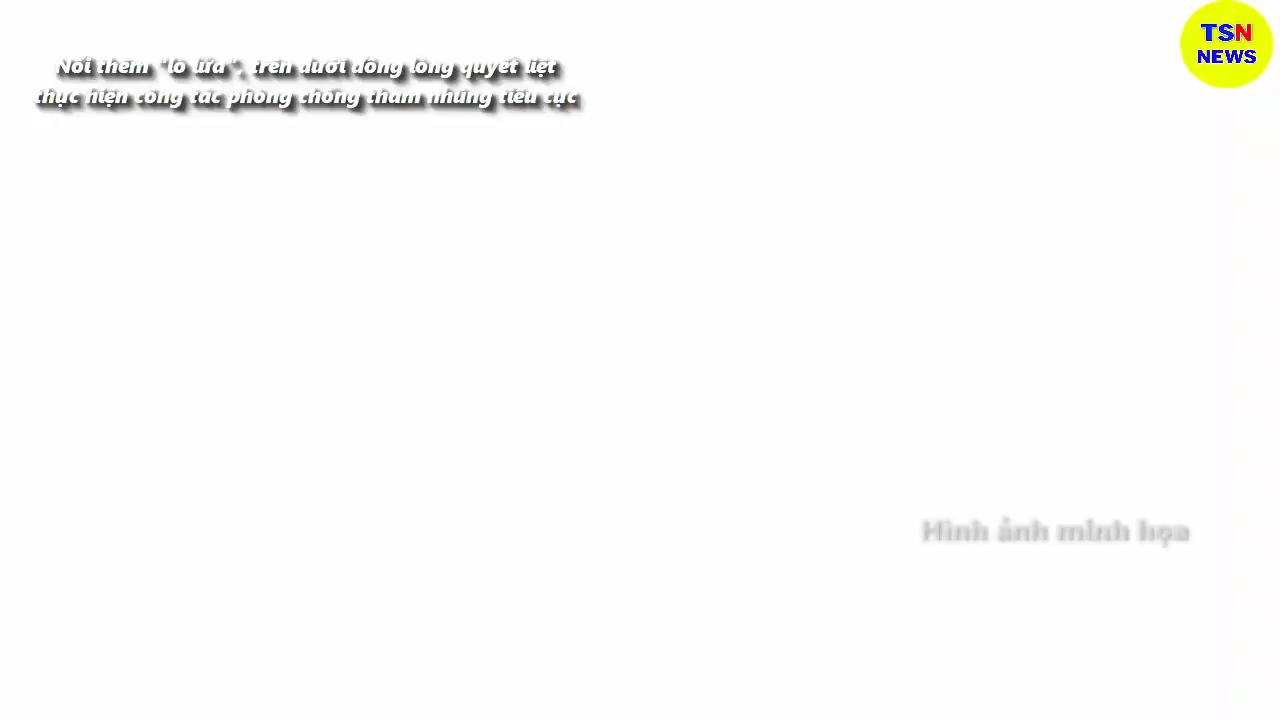 Nối thêm "lò lửa", trên dưới đồng lòng quyết liệt
thực hiện công tác phòng chống tham nhũng tiêu cực
TSN
NEWS
Hình ảnh minh họa